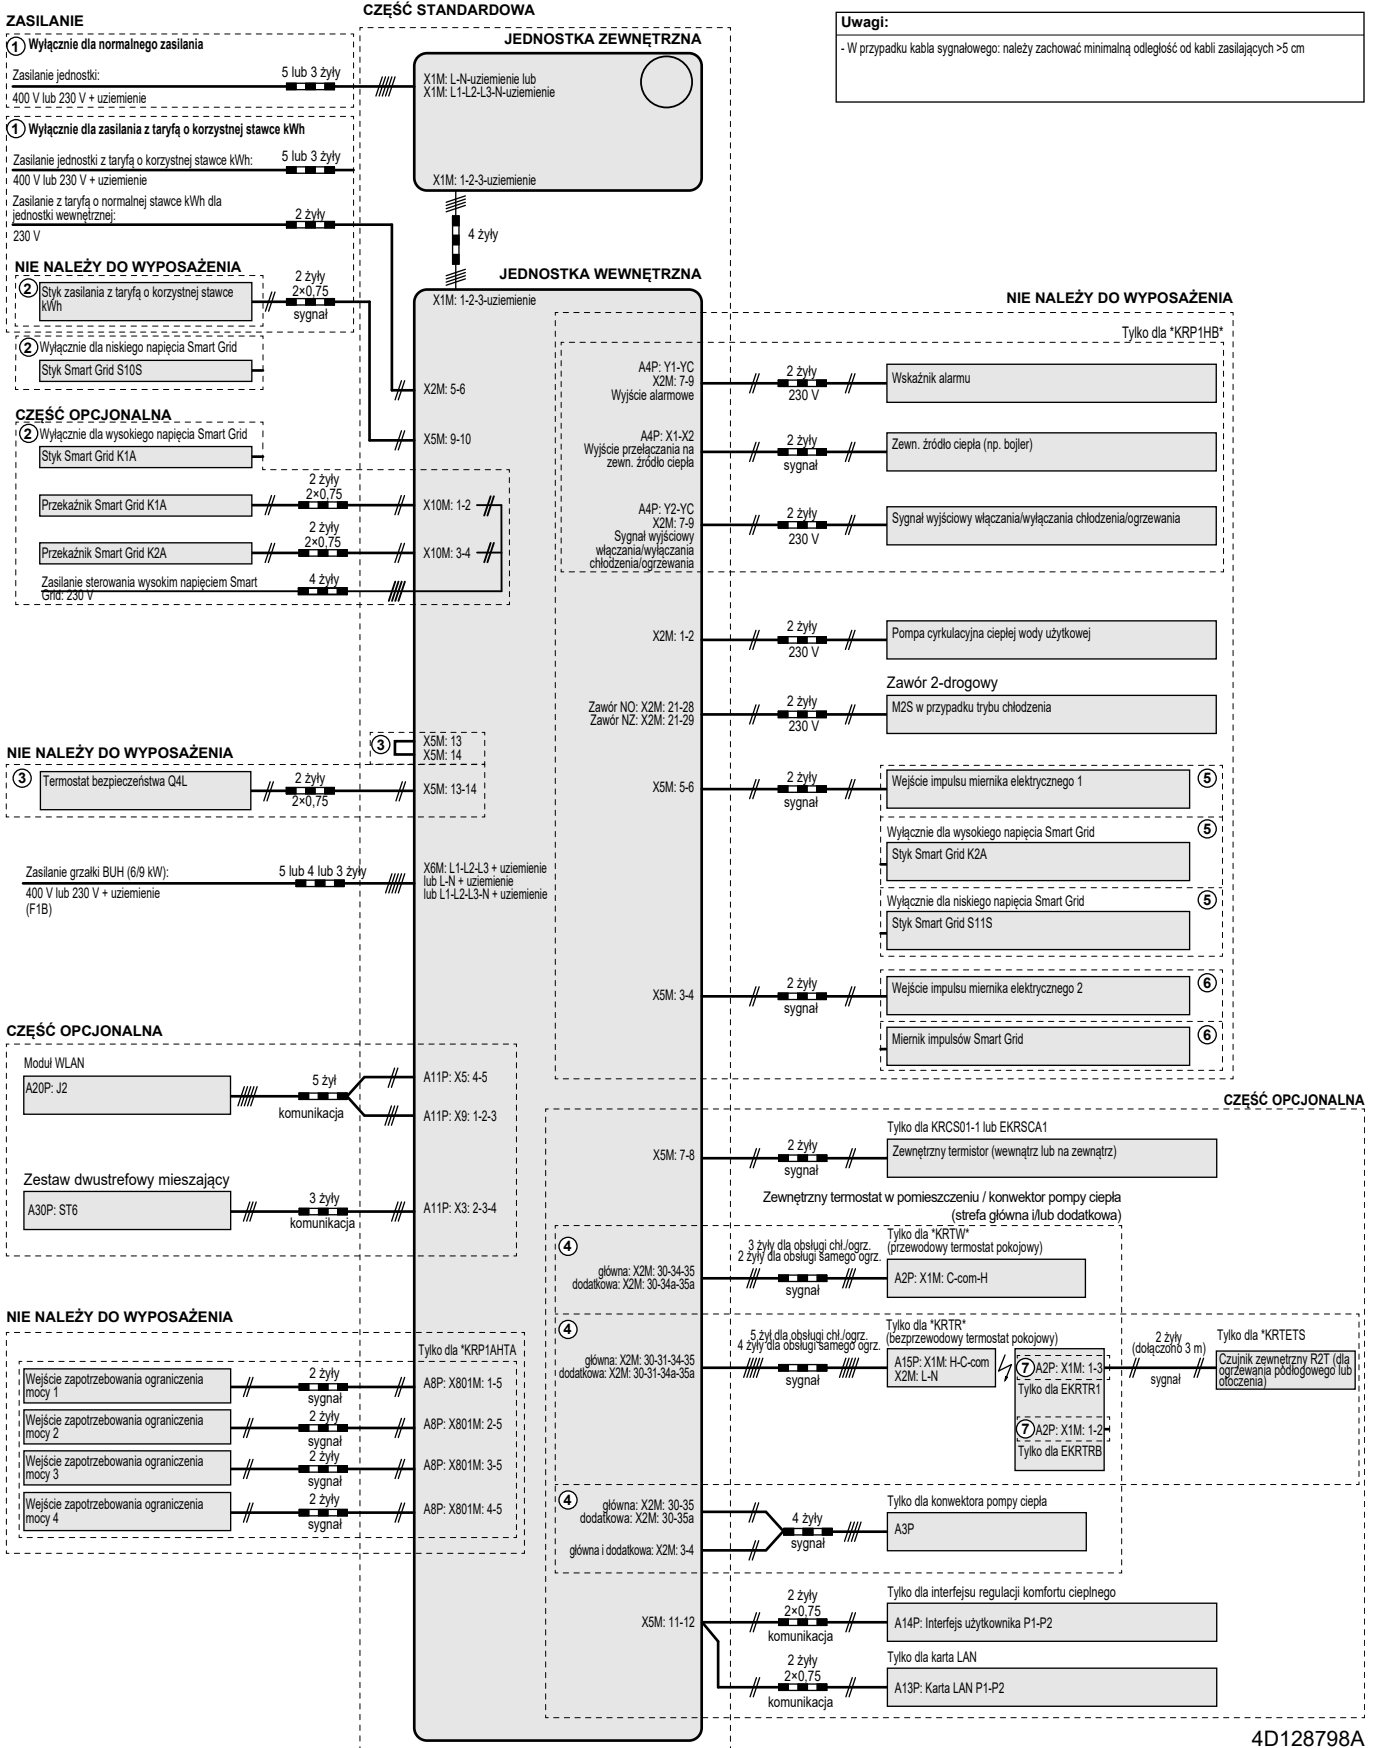 ZASILANIE
① Wyłącznie dla normalnego zasilania
Zasilanie jednostki:
5 lub 3 żyły
400 V lub 230 V + uziemienie
① Wyłącznie dla zasilania z taryfą o korzystnej stawce kWh
Zasilanie jednostki z taryfą o korzystnej stawce kWh:
5 lub 3 żyły
400 V lub 230 V + uziemienie
Zasilanie z taryfą o normalnej stawce kWh dla
jednostki wewnętrznej:
2 żyły
230 V
NIE NALEŻY DO WYPOSAŻENIA
② Styk zasilania z taryfą o korzystnej stawce
kWh
2 żyły
2×0,75
sygnał
② Wyłącznie dla niskiego napięcia Smart Grid
Styk Smart Grid S10S
CZĘŚĆ OPCJONALNA
② Wyłącznie dla wysokiego napięcia Smart Grid
Styk Smart Grid K1A
Przekaźnik Smart Grid K1A
2 żyły
2×0,75
Przekaźnik Smart Grid K2A
2 żyły
2×0,75
Zasilanie sterowania wysokim napięciem Smart
Grid: 230 V
4 żyły
NIE NALEŻY DO WYPOSAŻENIA
③ Termostat bezpieczeństwa Q4L
2 żyły
2×0,75
Zasilanie grzałki BUH (6/9 kW):
5 lub 4 lub 3 żyły
400 V lub 230 V + uziemienie
(F1B)
CZĘŚĆ OPCJONALNA
Moduł WLAN
A20P: J2
5 żył
komunikacja
Zestaw dwustrefowy mieszający
A30P: ST6
3 żyły
komunikacja
NIE NALEŻY DO WYPOSAŻENIA
Wejście zapotrzebowania ograniczenia
mocy 1
2 żyły
sygnał
Wejście zapotrzebowania ograniczenia
mocy 2
2 żyły
sygnał
Wejście zapotrzebowania ograniczenia
mocy 3
2 żyły
sygnał
Wejście zapotrzebowania ograniczenia
mocy 4
2 żyły
sygnał
CZĘŚĆ STANDARDOWA
JEDNOSTKA ZEWNĘTRZNA
X1M: L-N-uziemienie lub
X1M: L1-L2-L3-N-uziemienie
X1M: 1-2-3-uziemienie
4 żyły
JEDNOSTKA WEWNĘTRZNA
X1M: 1-2-3-uziemienie
X2M: 5-6
X5M: 9-10
X10M: 1-2
X10M: 3-4
③ X5M: 13
X5M: 14
X5M: 13-14
X6M: L1-L2-L3 + uziemienie
lub L-N + uziemienie
lub L1-L2-L3-N + uziemienie
A11P: X5: 4-5
A11P: X9: 1-2-3
A11P: X3: 2-3-4
Tylko dla *KRP1AHTA
A8P: X801M: 1-5
A8P: X801M: 2-5
A8P: X801M: 3-5
A8P: X801M: 4-5
Uwagi:
- W przypadku kabla sygnałowego: należy zachować minimalną odległość od kabli zasilających >5 cm
NIE NALEŻY DO WYPOSAŻENIA
Tylko dla *KRP1HB*
A4P: Y1-YC
X2M: 7-9
Wyjście alarmowe
2 żyły
230 V
Wskaźnik alarmu
A4P: X1-X2
Wyjście przełączania na
zewn. źródło ciepła
2 żyły
sygnał
Zewn. źródło ciepła (np. bojler)
A4P: Y2-YC
X2M: 7-9
Sygnał wyjściowy
włączania/wyłączania
chłodzenia/ogrzewania
2 żyły
230 V
Sygnał wyjściowy włączania/wyłączania chłodzenia/ogrzewania
X2M: 1-2
2 żyły
230 V
Pompa cyrkulacyjna ciepłej wody użytkowej
Zawór 2-drogowy
Zawór NO: X2M: 21-28
Zawór NZ: X2M: 21-29
2 żyły
230 V
M2S w przypadku trybu chłodzenia
X5M: 5-6
2 żyły
sygnał
Wejście impulsu miernika elektrycznego 1 ⑤
Wyłącznie dla wysokiego napięcia Smart Grid ⑤
Styk Smart Grid K2A
Wyłącznie dla niskiego napięcia Smart Grid ⑤
Styk Smart Grid S11S
X5M: 3-4
2 żyły
sygnał
Wejście impulsu miernika elektrycznego 2 ⑥
Miernik impulsów Smart Grid ⑥
CZĘŚĆ OPCJONALNA
Tylko dla KRCS01-1 lub EKRSCA1
X5M: 7-8
2 żyły
sygnał
Zewnętrzny termistor (wewnątrz lub na zewnątrz)
Zewnętrzny termostat w pomieszczeniu / konwektor pompy ciepła
(strefa główna i/lub dodatkowa)
④
główna: X2M: 30-34-35
dodatkowa: X2M: 30-34a-35a
3 żyły dla obsługi chł./ogrz.
2 żyły dla obsługi samego ogrz.
sygnał
Tylko dla *KRTW*
(przewodowy termostat pokojowy)
A2P: X1M: C-com-H
④
główna: X2M: 30-31-34-35
dodatkowa: X2M: 30-31-34a-35a
5 żył dla obsługi chł./ogrz.
4 żyły dla obsługi samego ogrz.
sygnał
Tylko dla *KRTR*
(bezprzewodowy termostat pokojowy)
A15P: X1M: H-C-com
X2M: L-N
⑦ A2P: X1M: 1-3
Tylko dla EKRTR1
⑦ A2P: X1M: 1-2
Tylko dla EKRTRB
2 żyły
(dołączono 3 m)
sygnał
Tylko dla *KRTETS
Czujnik zewnetrzny R2T (dla
ogrzewania podłogowego lub
otoczenia)
④
główna: X2M: 30-35
dodatkowa: X2M: 30-35a
główna i dodatkowa: X2M: 3-4
4 żyły
sygnał
Tylko dla konwektora pompy ciepła
A3P
X5M: 11-12
2 żyły
2×0,75
komunikacja
Tylko dla interfejsu regulacji komfortu cieplnego
A14P: Interfejs użytkownika P1-P2
2 żyły
2×0,75
komunikacja
Tylko dla karta LAN
A13P: Karta LAN P1-P2
4D128798A